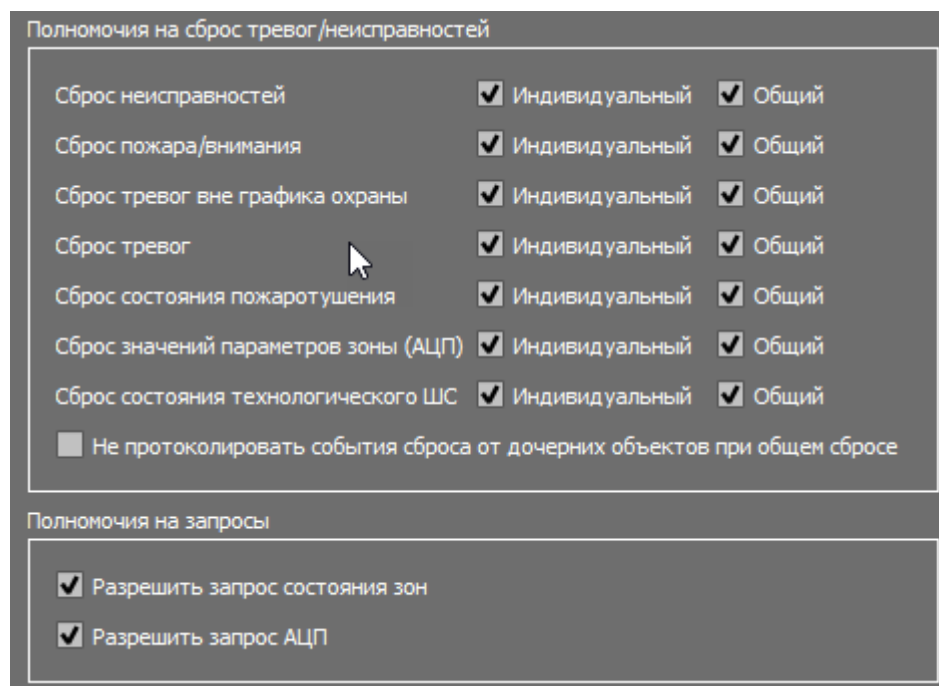 Полномочия на сброс тревог/неисправностей
Сброс неисправностей Индивидуальный Общий
Сброс пожара/внимания Индивидуальный Общий
Сброс тревог вне графика охраны Индивидуальный Общий
Сброс тревог Индивидуальный Общий
Сброс состояния пожаротушения Индивидуальный Общий
Сброс значений параметров зоны (АЦП) Индивидуальный Общий
Сброс состояния технологического ШС Индивидуальный Общий
Не протоколировать события сброса от дочерних объектов при общем сбросе
Полномочия на запросы
Разрешить запрос состояния зон
Разрешить запрос АЦП